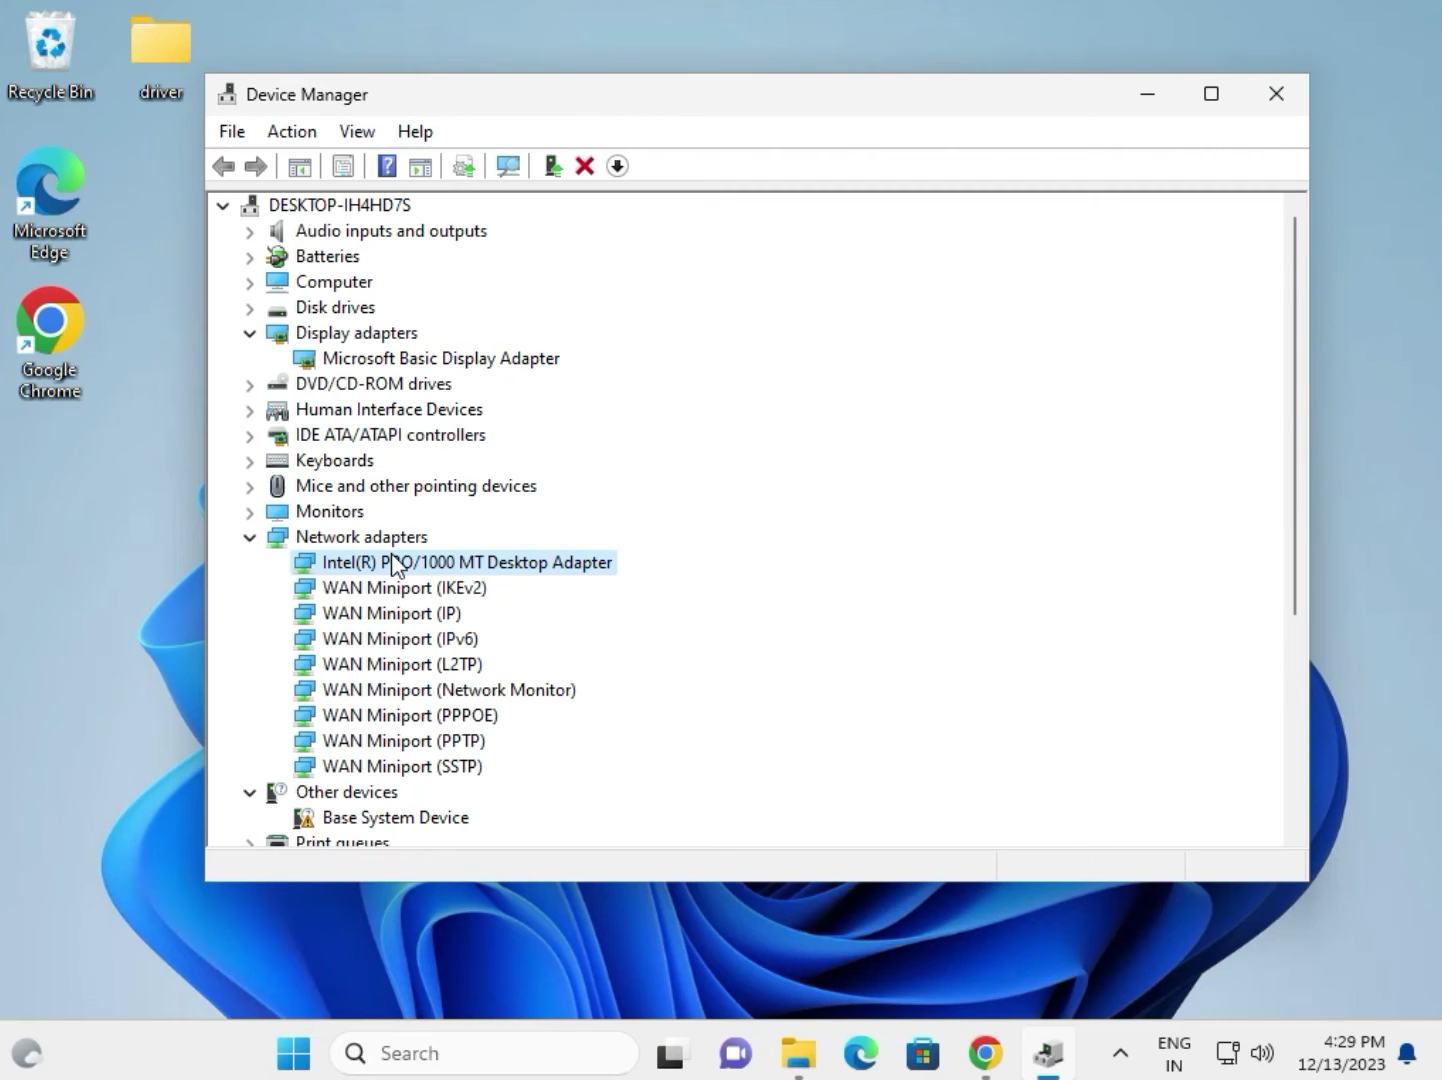 Recycle Bin
driver
Microsoft
Edge
Google
Chrome
Device Manager
File Action View Help
DESKTOP-IH4HD7S
Audio inputs and outputs
Batteries
Computer
Disk drives
Display adapters
Microsoft Basic Display Adapter
DVD/CD-ROM drives
Human Interface Devices
IDE ATA/ATAPI controllers
Keyboards
Mice and other pointing devices
Monitors
Network adapters
Intel(R) PRO/1000 MT Desktop Adapter
WAN Miniport (IKEv2)
WAN Miniport (IP)
WAN Miniport (IPv6)
WAN Miniport (L2TP)
WAN Miniport (Network Monitor)
WAN Miniport (PPPOE)
WAN Miniport (PPTP)
WAN Miniport (SSTP)
Other devices
Base System Device
Print queues
Search
ENG
IN
4:29 PM
12/13/2023